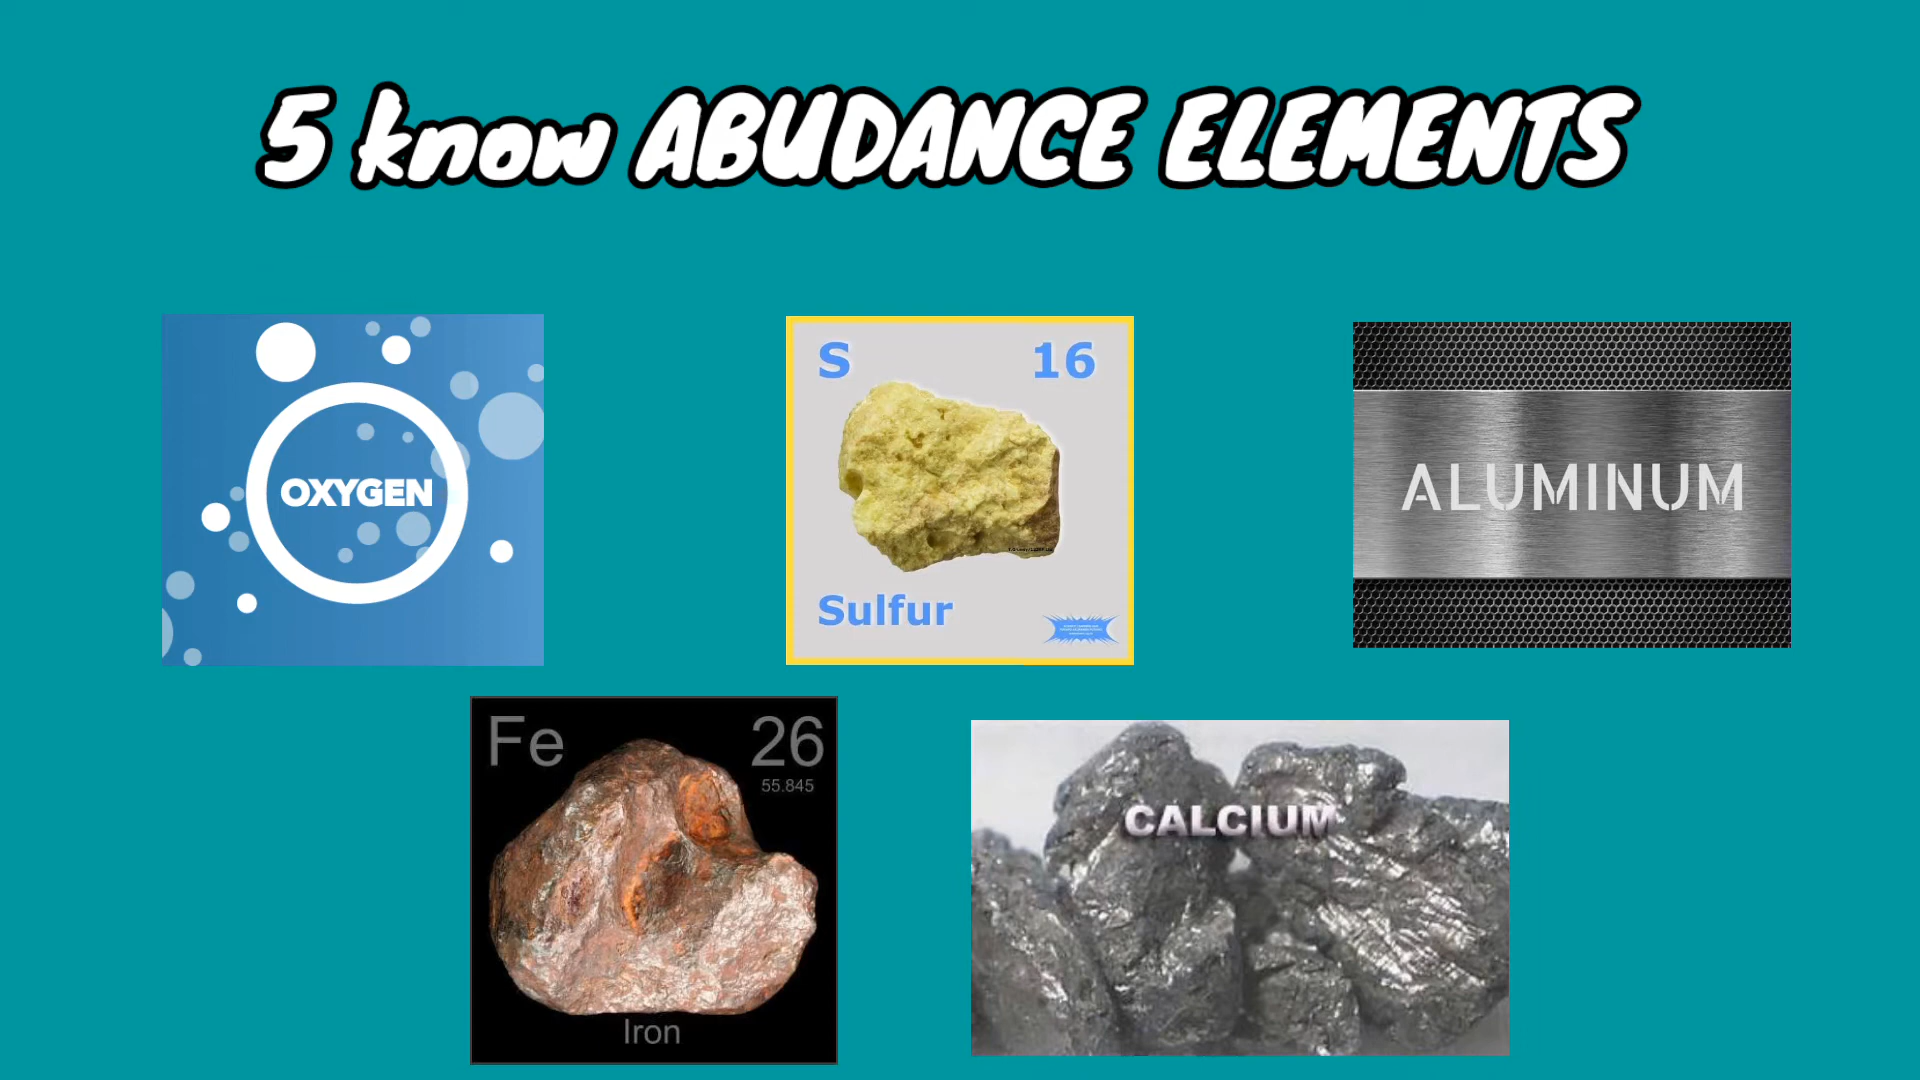 5 know ABUDANCE ELEMENTS
OXYGEN
S 16
Sulfur
ALUMINUM
Fe 26
55.845
Iron
CALCIUM